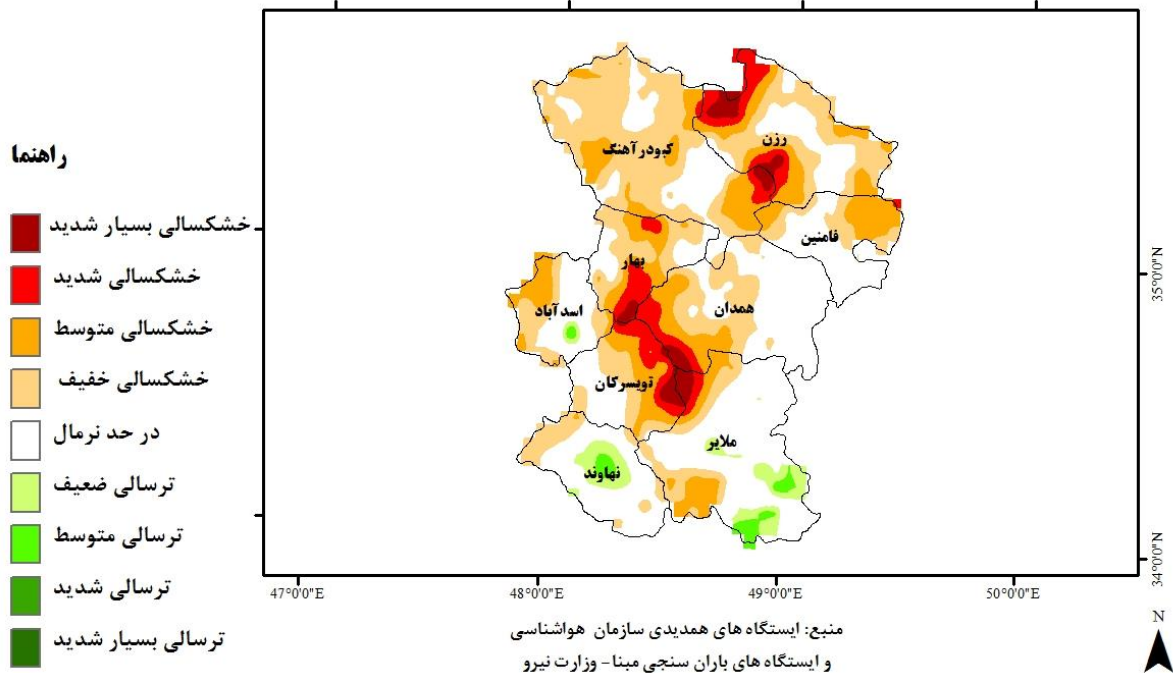 راهنما
خشکسالی بسیار شدید
خشکسالی شدید
خشکسالی متوسط
خشکسالی خفیف
در حد نرمال
ترسالی ضعیف
ترسالی متوسط
ترسالی شدید
ترسالی بسیار شدید
رزن
کبودرآهنگ
فامنین
بهار
همدان
اسدآباد
تویسرکان
ملایر
نهاوند
35°0'0"N
34°0'0"N
47°0'0"E
48°0'0"E
49°0'0"E
50°0'0"E
N
منبع: ایستگاه های همدیدی سازمان هواشناسی
و ایستگاه های باران سنجی مبنا - وزارت نیرو